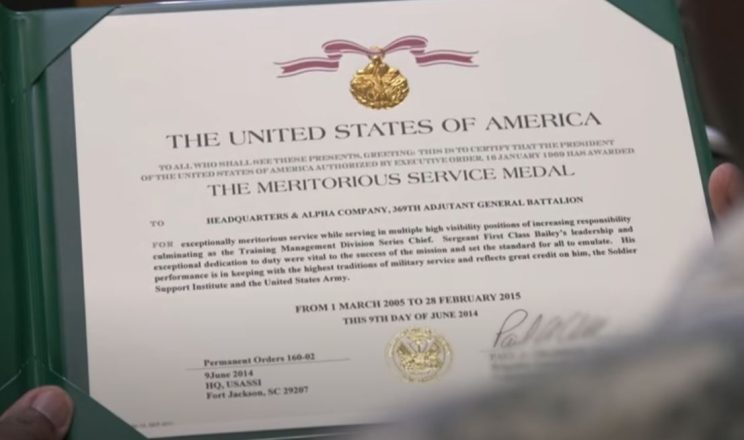 THE UNITED STATES OF AMERICA
TO ALL WHO SHALL SEE THESE PRESENTS, GREETING: THIS IS TO CERTIFY THAT THE PRESIDENT
OF THE UNITED STATES OF AMERICA AUTHORIZED BY EXECUTIVE ORDER, 16 JANUARY 1969 HAS AWARDED
THE MERITORIOUS SERVICE MEDAL
TO HEADQUARTERS & ALPHA COMPANY, 369TH ADJUTANT GENERAL BATTALION
FOR exceptionally meritorious service while serving in multiple high visibility positions of increasing responsibility
culminating as the Training Management Division Series Chief. Sergeant First Class Bailey's leadership and
exceptional dedication to duty were vital to the success of the mission and set the standard for all to emulate. His
performance is in keeping with the highest traditions of military service and reflects great credit on him, the Soldier
Support Institute and the United States Army.
FROM 1 MARCH 2005 TO 28 FEBRUARY 2015
THIS 9TH DAY OF JUNE 2014
Permanent Orders 160-02
9June 2014
HQ, USASSI
Fort Jackson, SC 29207
PAUL